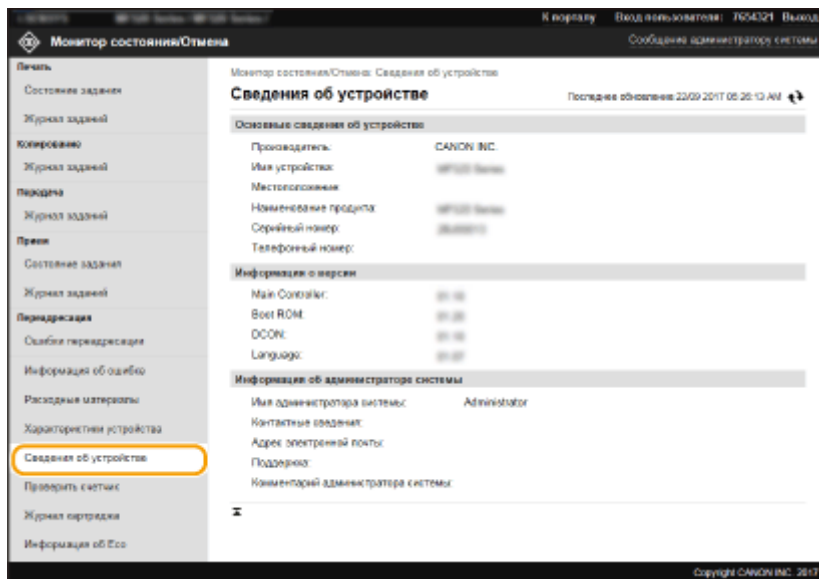 К порталу Вход пользователя: 7654321 Выход
Монитор состояния/Отмена
Сообщение администратору системы
Печать
Состояние задания
Журнал заданий
Копирование
Журнал заданий
Передача
Журнал заданий
Прием
Состояние задания
Журнал заданий
Переадресация
Ошибки переадресации
Информация об ошибке
Расходные материалы
Характеристики устройства
Сведения об устройстве
Проверить счетчик
Журнал картриджа
Информация об Eco
Монитор состояния/Отмена: Сведения об устройстве
Сведения об устройстве
Последнее обновление 22/09 2017 05:26:13 AM
Основные сведения об устройстве
Производитель: CANON INC.
Имя устройства:
Местоположение:
Наименование продукта:
Серийный номер:
Телефонный номер:
Информация о версии
Main Controller:
Boot ROM:
DCON:
Language:
Информация об администраторе системы
Имя администратора системы: Administrator
Контактные сведения:
Адрес электронной почты:
Поддержка:
Комментарий администратора системы:
Copyright CANON INC. 2017